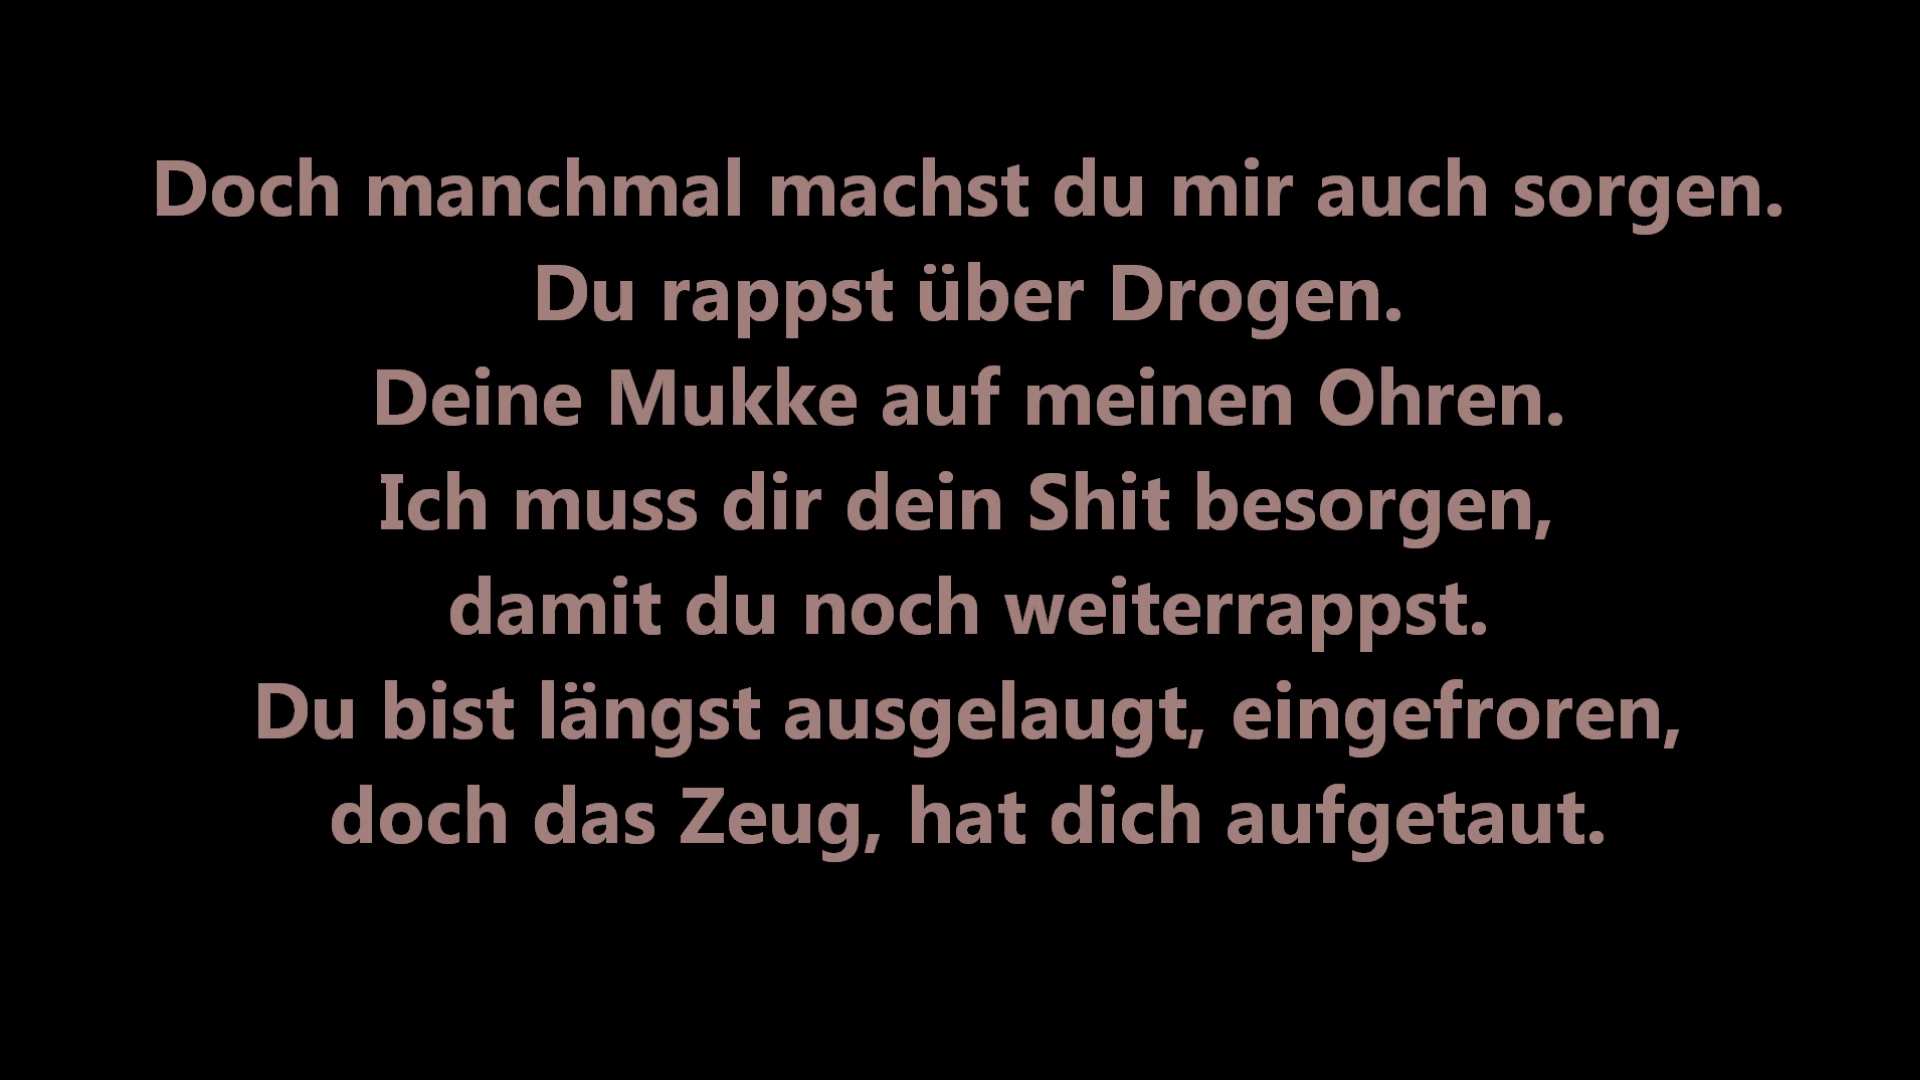 Doch manchmal machst du mir auch sorgen.
Du rappst über Drogen.
Deine Mukke auf meinen Ohren.
Ich muss dir dein Shit besorgen,
damit du noch weiterrappst.
Du bist längst ausgelaugt, eingefroren,
doch das Zeug, hat dich aufgetaut.